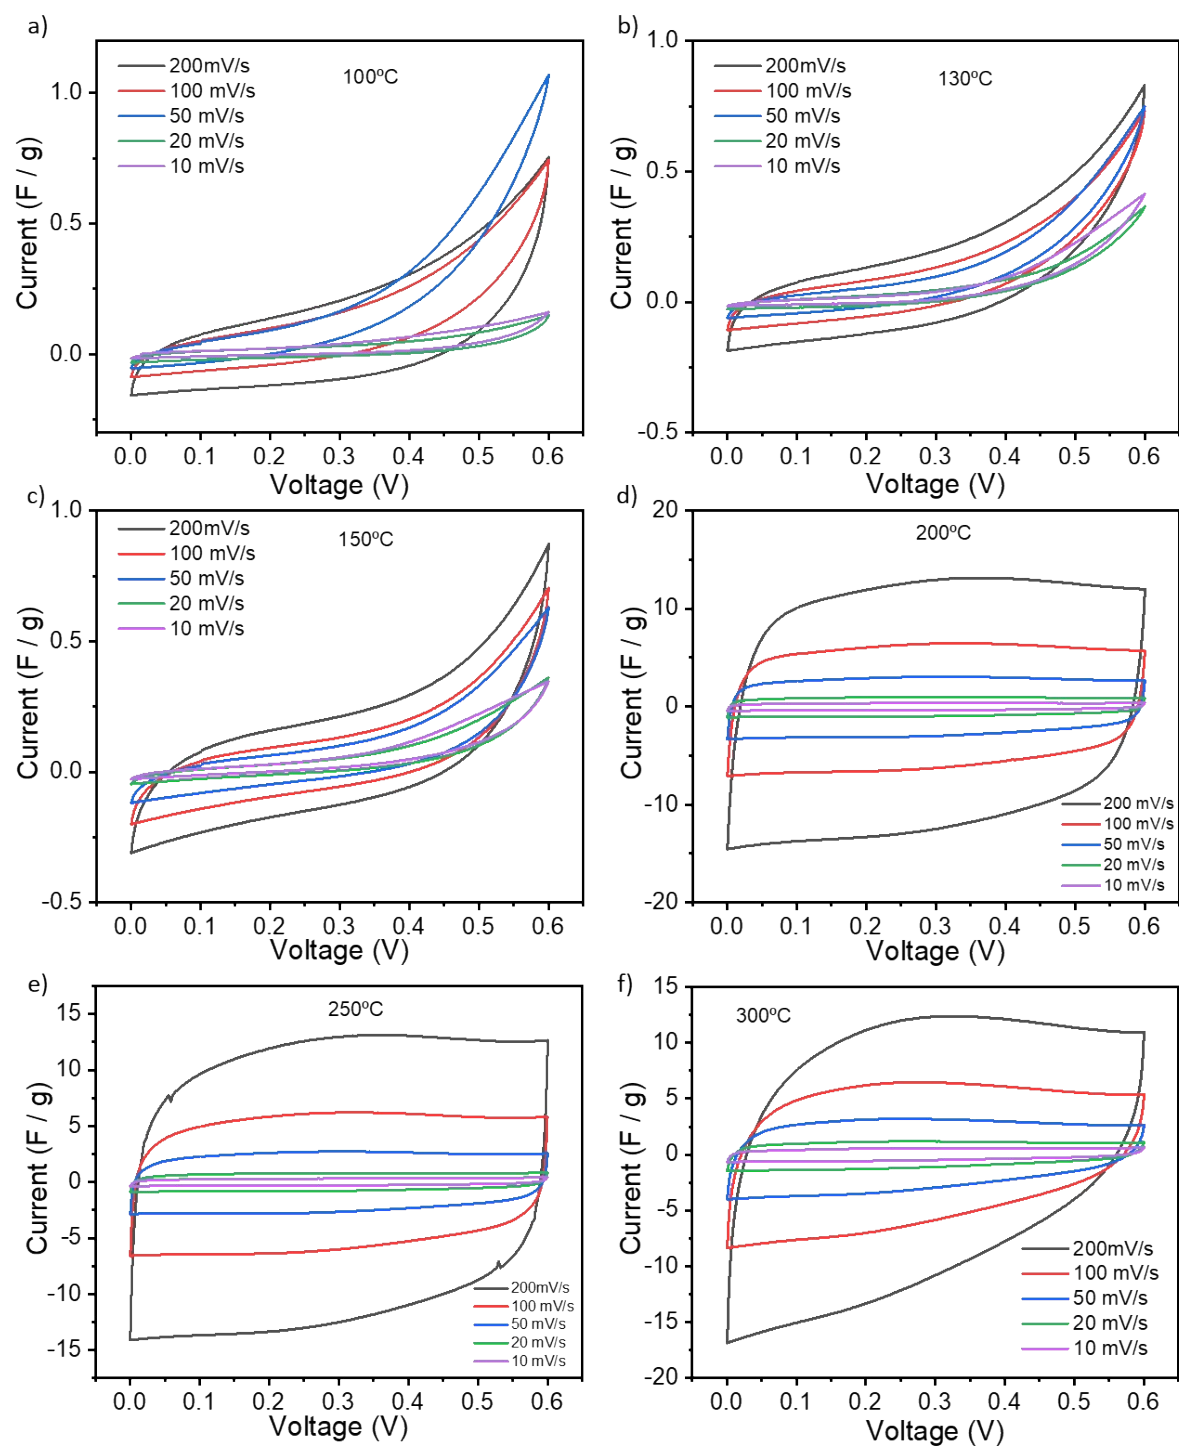 a)
100ºC
200mV/s
100 mV/s
50 mV/s
20 mV/s
10 mV/s
1.0
0.5
0.0
Current (F / g)
0.0 0.1 0.2 0.3 0.4 0.5 0.6
Voltage (V)
b)
130ºC
200mV/s
100 mV/s
50 mV/s
20 mV/s
10 mV/s
1.0
0.5
0.0
-0.5
Current (F / g)
0.0 0.1 0.2 0.3 0.4 0.5 0.6
Voltage (V)
c)
150ºC
200mV/s
100 mV/s
50 mV/s
20 mV/s
10 mV/s
1.0
0.5
0.0
-0.5
Current (F / g)
0.0 0.1 0.2 0.3 0.4 0.5 0.6
Voltage (V)
d)
200ºC
20
10
0
-10
-20
Current (F / g)
200 mV/s
100 mV/s
50 mV/s
20 mV/s
10 mV/s
0.0 0.1 0.2 0.3 0.4 0.5 0.6
Voltage (V)
e)
250ºC
15
10
5
0
-5
-10
-15
Current (F / g)
200mV/s
100 mV/s
50 mV/s
20 mV/s
10 mV/s
0.0 0.1 0.2 0.3 0.4 0.5 0.6
Voltage (V)
f)
300ºC
15
10
5
0
-5
-10
-15
-20
Current (F / g)
200mV/s
100 mV/s
50 mV/s
20 mV/s
10 mV/s
0.0 0.1 0.2 0.3 0.4 0.5 0.6
Voltage (V)